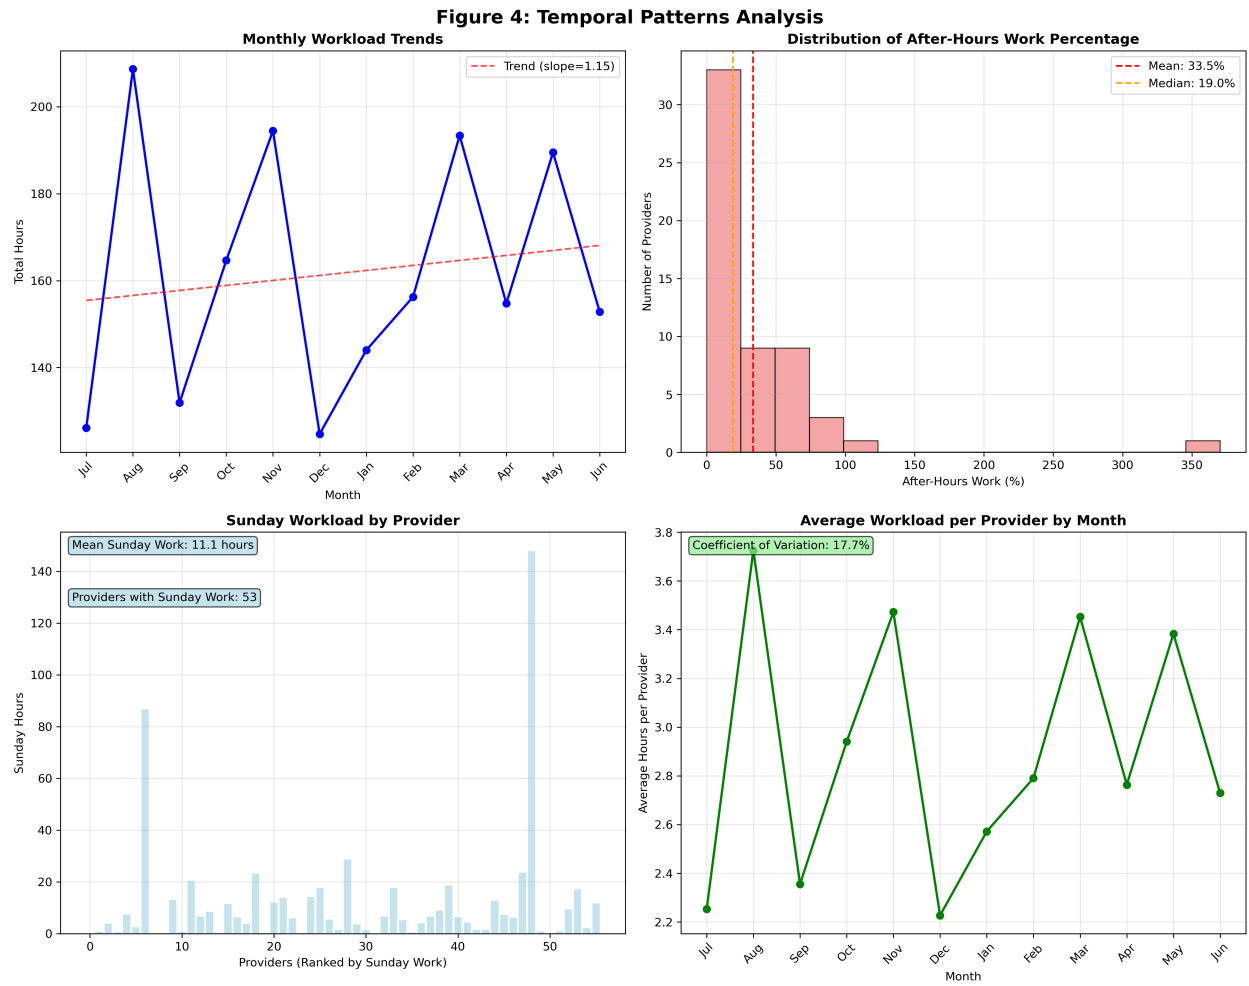 Figure 4: Temporal Patterns Analysis
Monthly Workload Trends
Trend (slope=1.15)
Total Hours
200
180
160
140
Jul
Aug
Sep
Oct
Nov
Dec
Jan
Feb
Mar
Apr
May
Jun
Month
Distribution of After-Hours Work Percentage
Mean: 33.5%
Median: 19.0%
Number of Providers
30
25
20
15
10
5
0
0
50
100
150
200
250
300
350
After-Hours Work (%)
Sunday Workload by Provider
Mean Sunday Work: 11.1 hours
Providers with Sunday Work: 53
Sunday Hours
140
120
100
80
60
40
20
0
0
10
20
30
40
50
Providers (Ranked by Sunday Work)
Average Workload per Provider by Month
Coefficient of Variation: 17.7%
Average Hours per Provider
3.8
3.6
3.4
3.2
3.0
2.8
2.6
2.4
2.2
Jul
Aug
Sep
Oct
Nov
Dec
Jan
Feb
Mar
Apr
May
Jun
Month